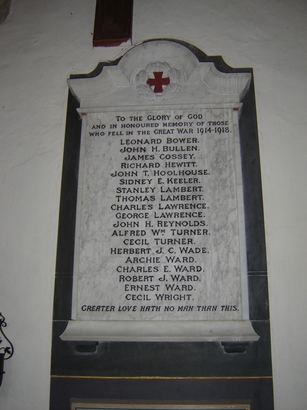 TO THE GLORY OF GOD
AND IN HONOURED MEMORY OF THOSE
WHO FELL IN THE GREAT WAR 1914-1918.
LEONARD BOWER.
JOHN H. BULLEN.
JAMES COSSEY.
RICHARD HEWITT.
JOHN T. HOOLHOUSE.
SIDNEY E. KEELER.
STANLEY LAMBERT.
THOMAS LAMBERT.
CHARLES LAWRENCE.
GEORGE LAWRENCE.
JOHN H. REYNOLDS.
ALFRED WM TURNER.
CECIL TURNER.
HERBERT J. C. WADE.
ARCHIE WARD.
CHARLES E. WARD.
ROBERT J. WARD.
ERNEST WARD.
CECIL WRIGHT.
GREATER LOVE HATH NO MAN THAN THIS.